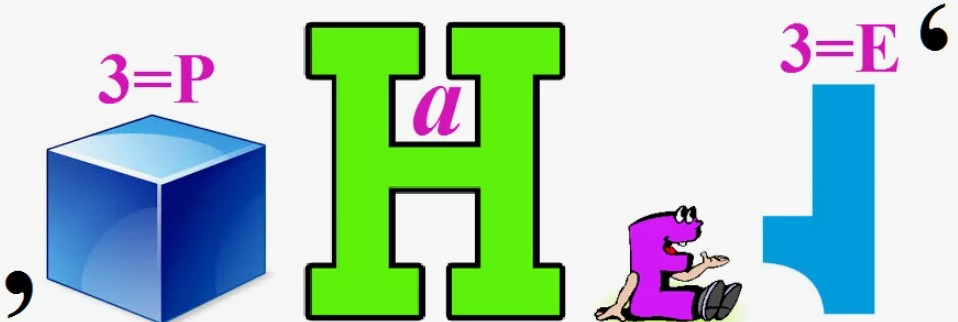 ,
3=Р
Н
а
Е
3=Е ‘